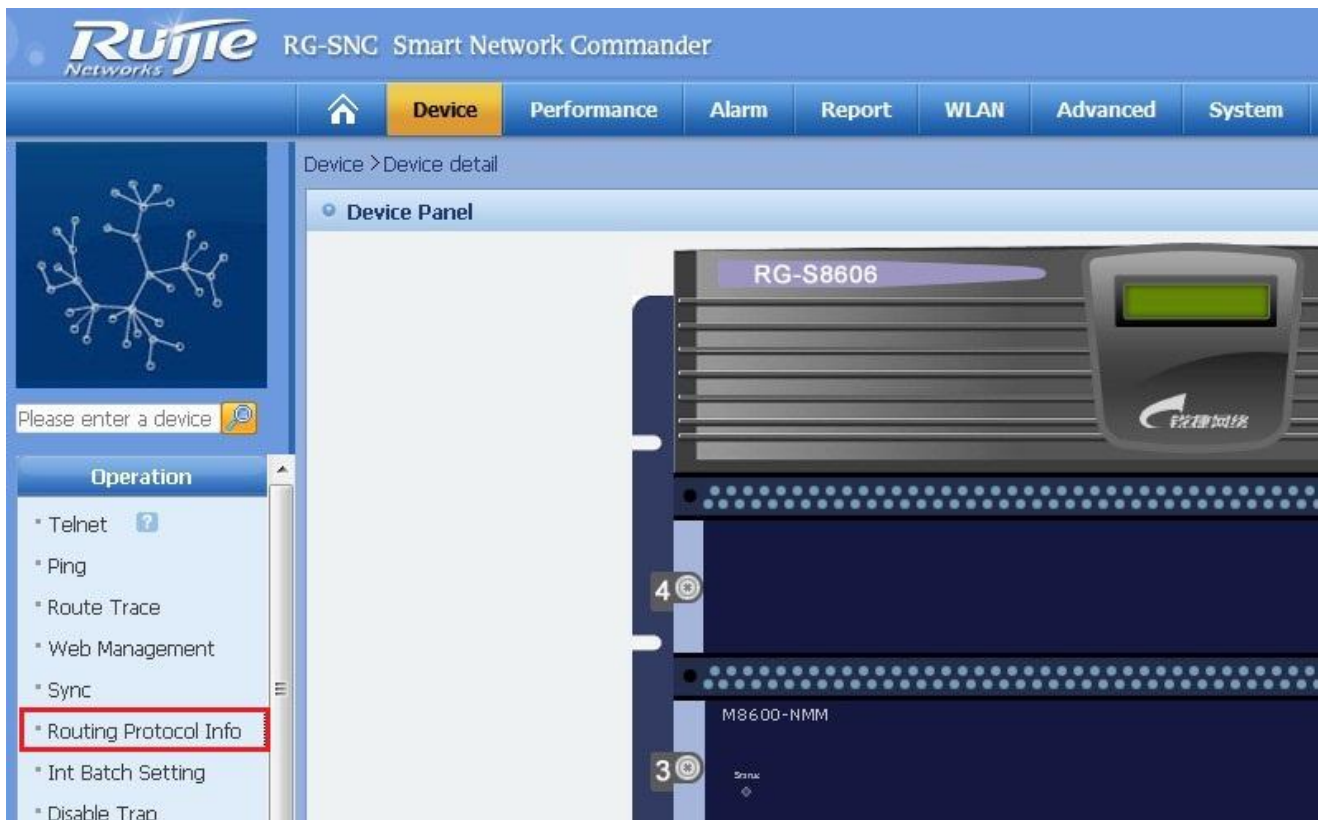 Ruijie
Networks
RG-SNC Smart Network Commander
Device Performance Alarm Report WLAN Advanced System
Device >Device detail
Device Panel
RG-S8606
锐捷网络
Please enter a device
Operation
Telnet ?
Ping
Route Trace
Web Management
Sync
Routing Protocol Info
Int Batch Setting
Disable Trap
4
M8600-NMM
3
Status